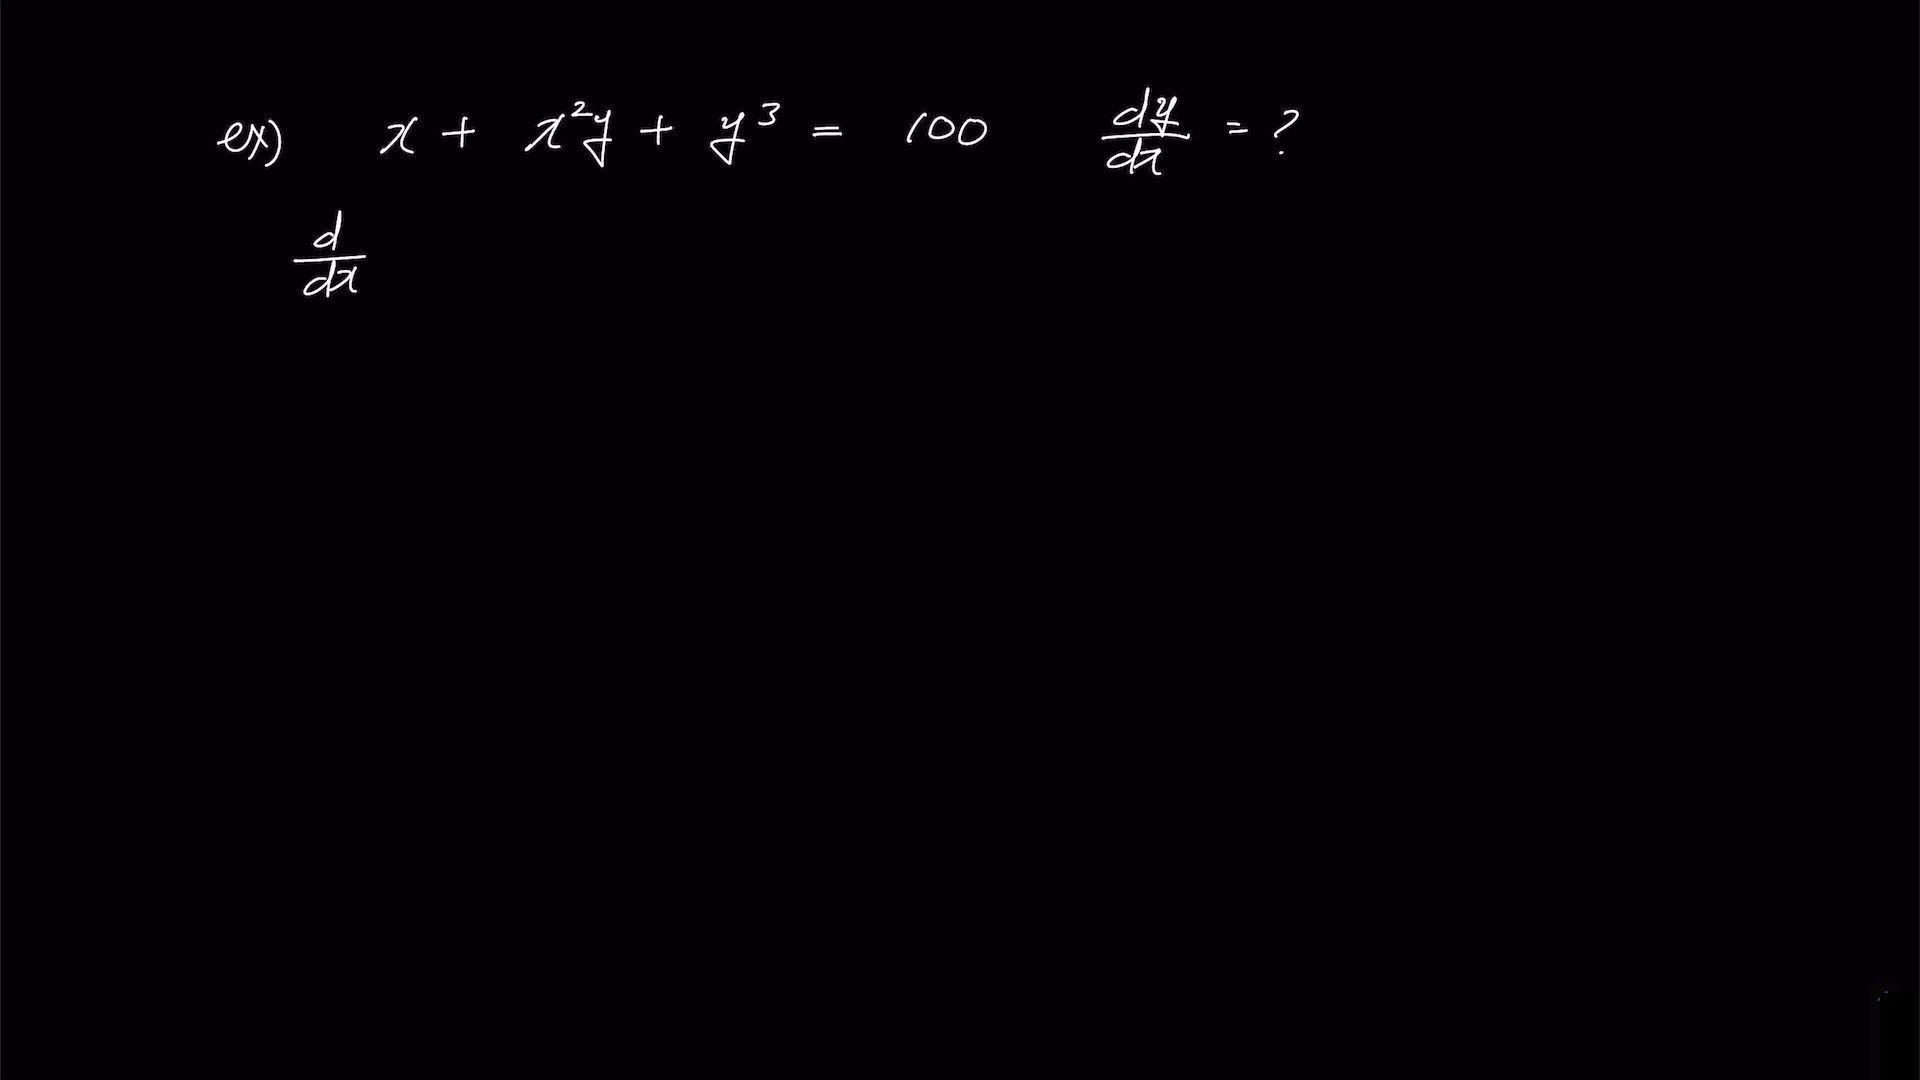 ex) x + x²y + y³ = 100 dy/dx = ?
d/dx